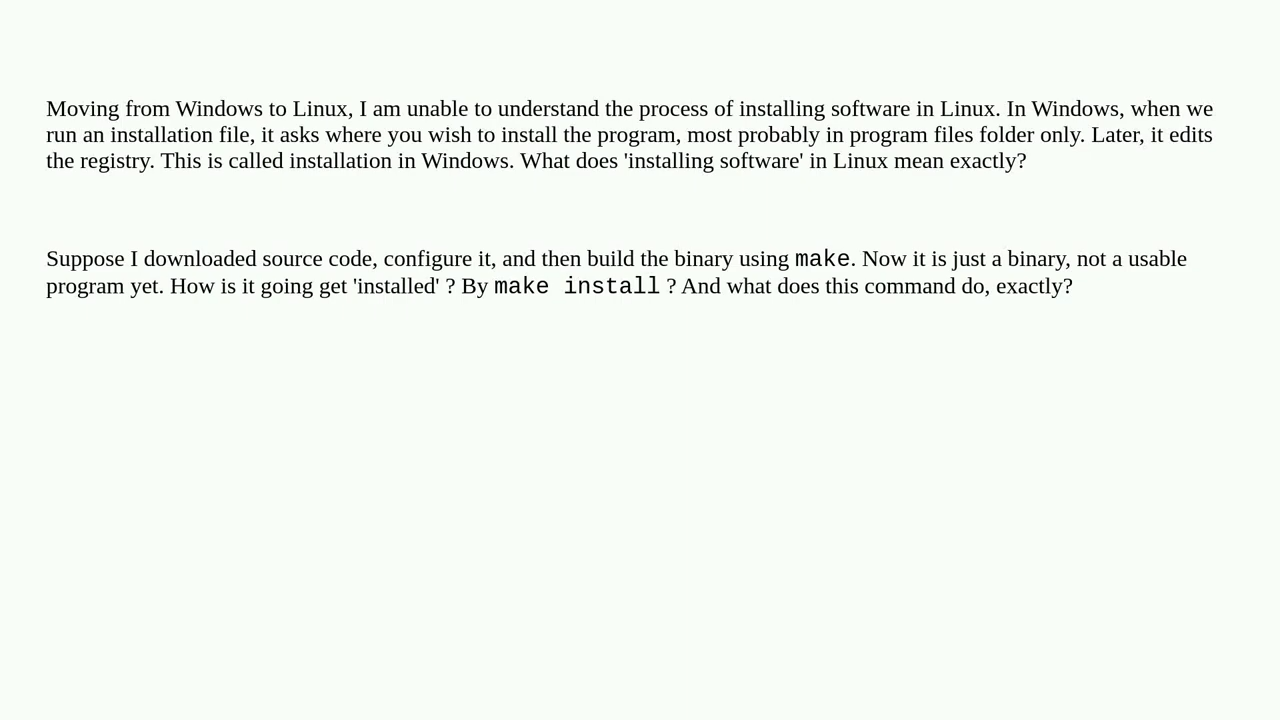 Moving from Windows to Linux, I am unable to understand the process of installing software in Linux. In Windows, when we
run an installation file, it asks where you wish to install the program, most probably in program files folder only. Later, it edits
the registry. This is called installation in Windows. What does 'installing software' in Linux mean exactly?
Suppose I downloaded source code, configure it, and then build the binary using make. Now it is just a binary, not a usable
program yet. How is it going get 'installed' ? By make install ? And what does this command do, exactly?